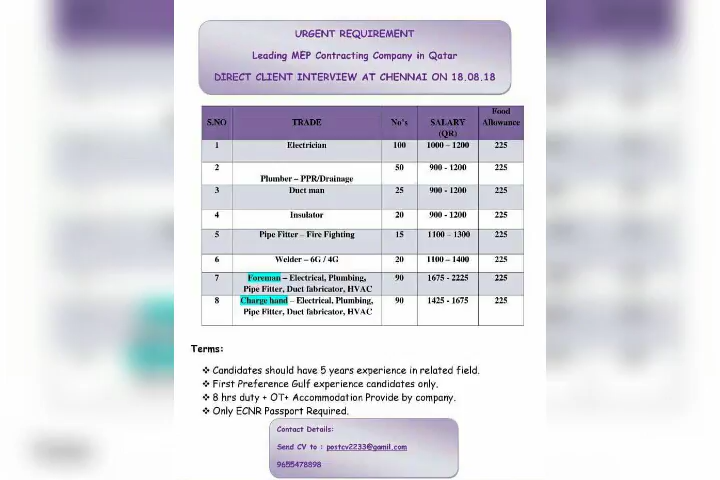 URGENT REQUIREMENT
Leading MEP Contracting Company in Qatar
DIRECT CLIENT INTERVIEW AT CHENNAI ON 18.08.18
S.NO TRADE No's SALARY (QR) Food Allowance
1 Electrician 100 1000 – 1200 225
2 Plumber – PPR/Drainage 50 900 - 1200 225
3 Duct man 25 900 - 1200 225
4 Insulator 20 900 - 1200 225
5 Pipe Fitter – Fire Fighting 15 1100 – 1300 225
6 Welder – 6G / 4G 20 1100 – 1400 225
7 Foreman – Electrical, Plumbing, 90 1675 - 2225 225
Pipe Fitter, Duct fabricator, HVAC
8 Charge hand – Electrical, Plumbing, 90 1425 - 1675 225
Pipe Fitter, Duct fabricator, HVAC
Terms:
❖ Candidates should have 5 years experience in related field.
❖ First Preference Gulf experience candidates only.
❖ 8 hrs duty + OT+ Accommodation Provide by company.
❖ Only ECNR Passport Required.
Contact Details:
Send CV to : postcv2233@gamil.com
9655478898